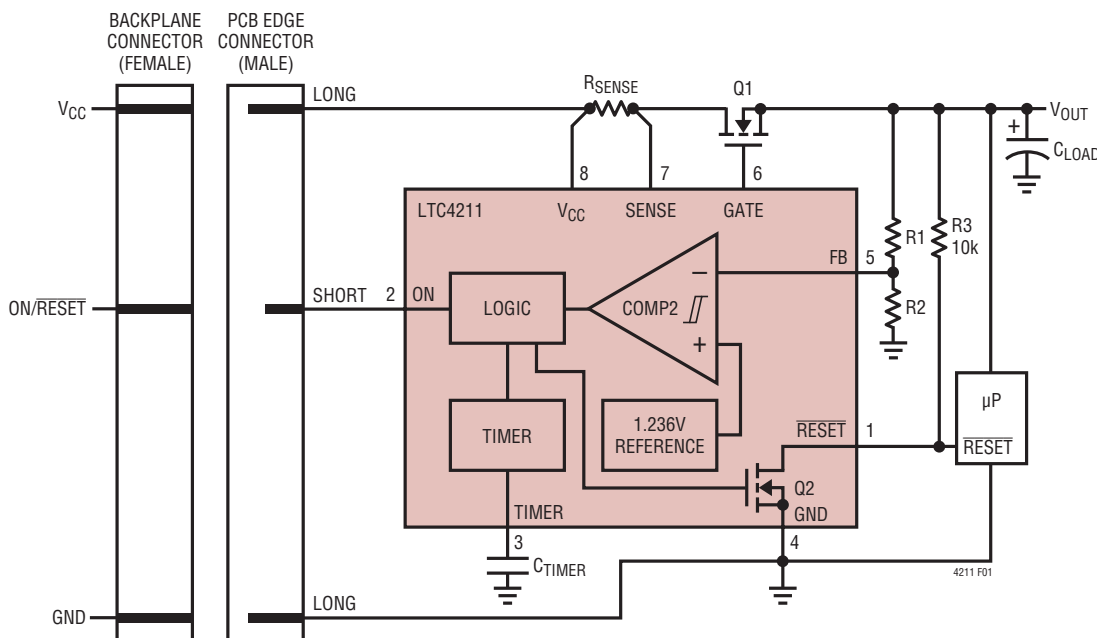 BACKPLANE
CONNECTOR
(FEMALE)
PCB EDGE
CONNECTOR
(MALE)
VCC
LONG
RSENSE
Q1
VOUT
+
CLOAD
8
7
6
LTC4211
VCC
SENSE
GATE
R1
R3
10k
FB
5
R2
ON/RESET
SHORT
2
ON
LOGIC
COMP2
−
+
TIMER
1.236V
REFERENCE
RESET
1
µP
RESET
Q2
GND
TIMER
3
4
CTIMER
4211 F01
GND
LONG